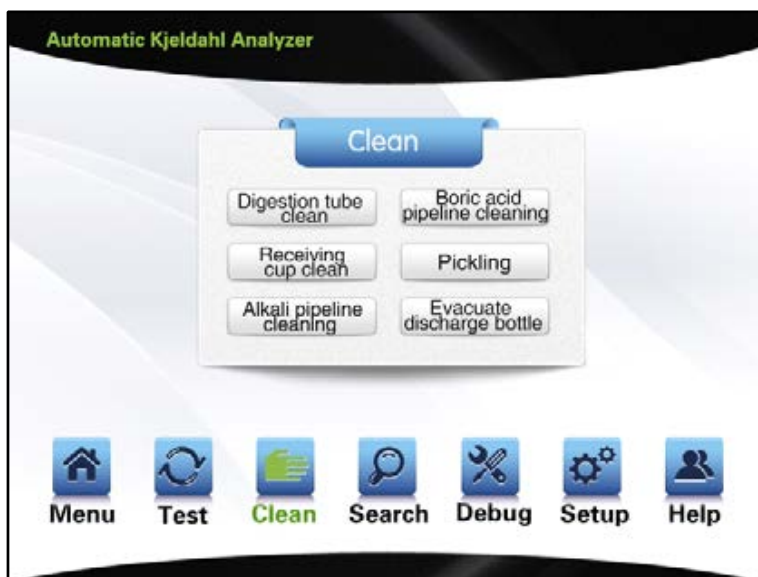 Automatic Kjeldahl Analyzer
Clean
Digestion tube
clean
Boric acid
pipeline cleaning
Receiving
cup clean
Pickling
Alkali pipeline
cleaning
Evacuate
discharge bottle
Menu
Test
Clean
Search
Debug
Setup
Help